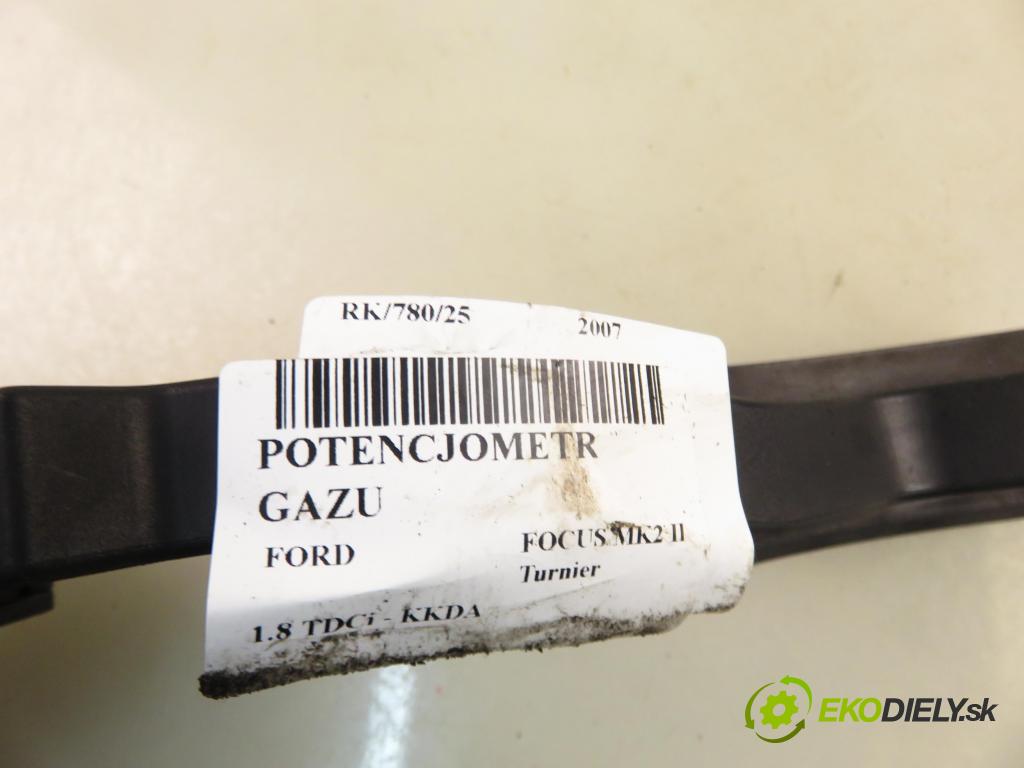 RK/780/25 2007
POTENCJOMETR
GAZU
FORD FOCUS MK2 II
Turnier
1.8 TDCi - KKDA
EKODIELY.sk